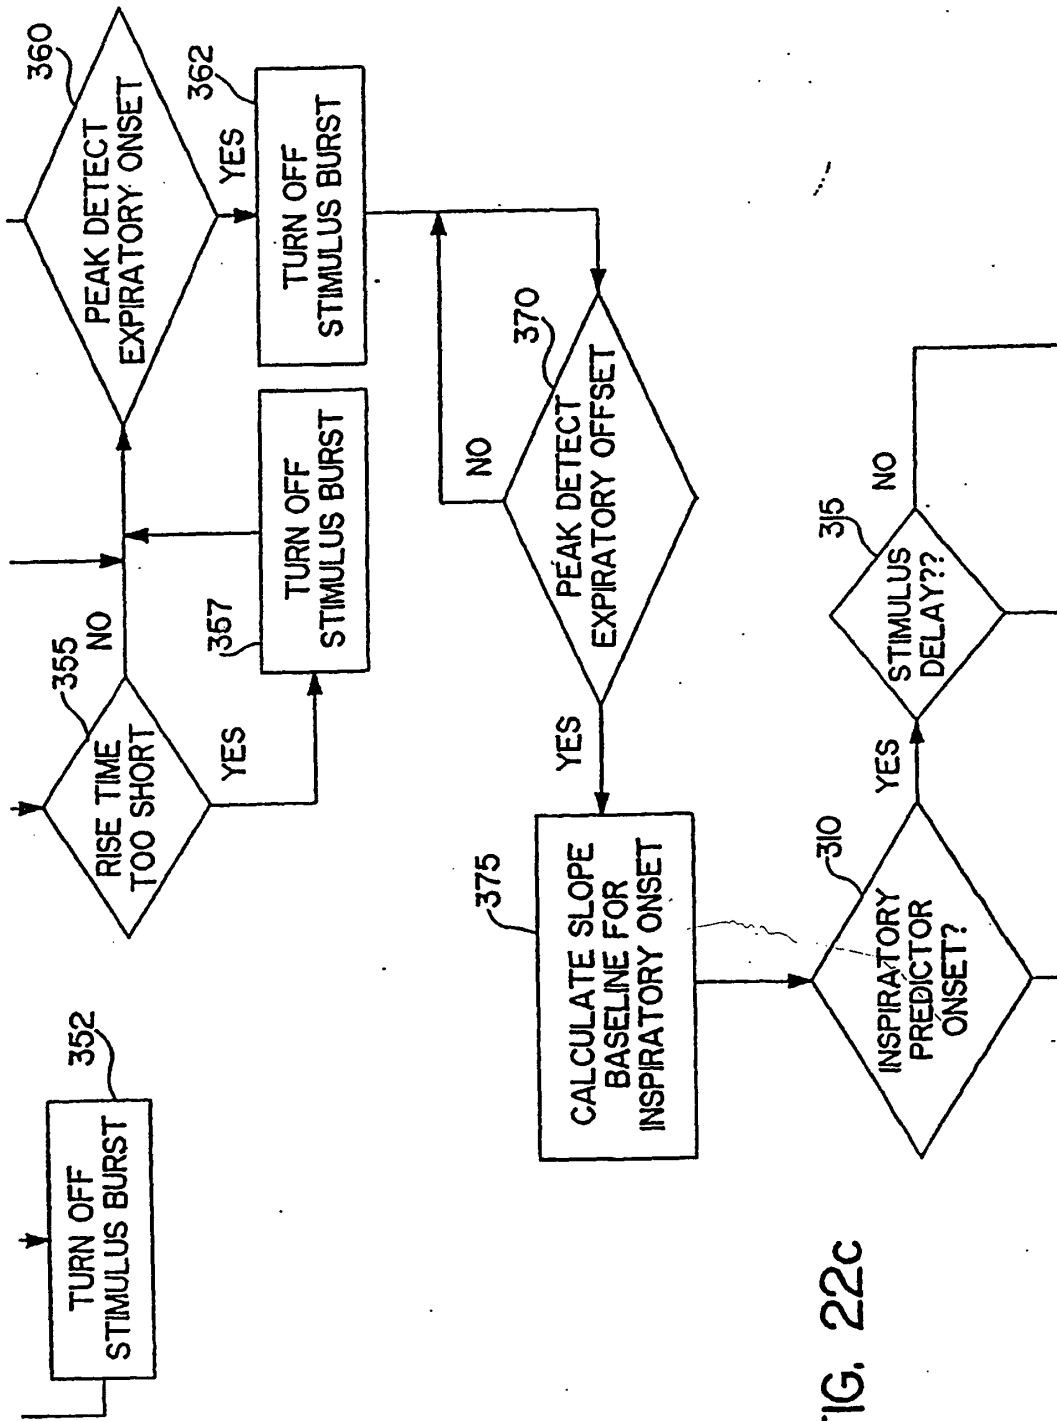 352
TURN OFF
STIMULUS BURST
355
RISE TIME
TOO SHORT
NO
YES
357
TURN OFF
STIMULUS BURST
360
PEAK DETECT
EXPIRATORY ONSET
YES
362
TURN OFF
STIMULUS BURST
370
PEAK DETECT
EXPIRATORY OFFSET
NO
YES
375
CALCULATE SLOPE
BASELINE FOR
INSPIRATORY ONSET
310
INSPIRATORY
PREDICTOR
ONSET?
YES
315
STIMULUS
DELAY??
NO
FIG. 22c